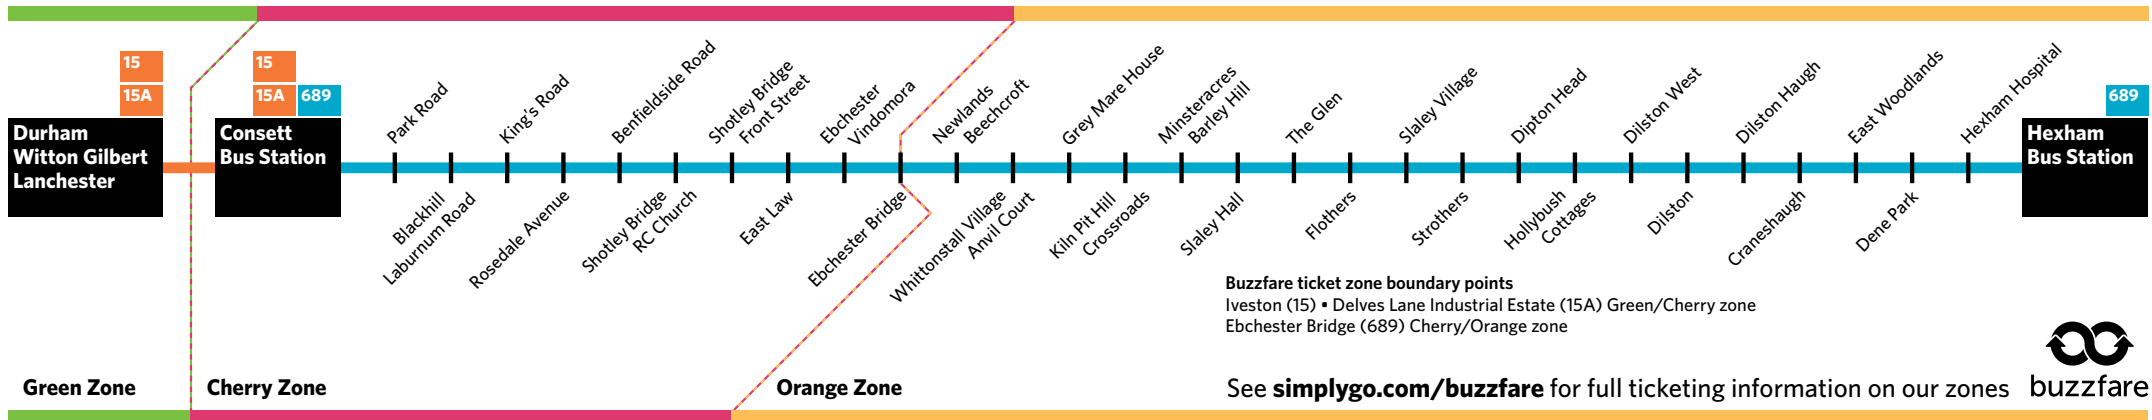 15
15A
Durham
Witton Gilbert
Lanchester
15
15A
689
Consett
Bus Station
Park Road
Blackhill
Laburnum Road
King's Road
Rosedale Avenue
Benfieldside Road
Shotley Bridge
RC Church
Shotley Bridge
Front Street
East Law
Ebchester
Vindomora
Ebchester Bridge
Newlands
Beechcroft
Whittonstall Village
Anvil Court
Grey Mare House
Kiln Pit Hill
Crossroads
Minsteracres
Barley Hill
Slaley Hall
The Glen
Flothers
Slaley Village
Strothers
Dipton Head
Hollybush
Cottages
Dilston West
Dilston
Dilston Haugh
Craneshaugh
East Woodlands
Dene Park
Hexham Hospital
689
Hexham
Bus Station
Buzzfare ticket zone boundary points
Iveston (15) ▪ Delves Lane Industrial Estate (15A) Green/Cherry zone
Ebchester Bridge (689) Cherry/Orange zone
Green Zone
Cherry Zone
Orange Zone
See simplygo.com/buzzfare for full ticketing information on our zones
buzzfare